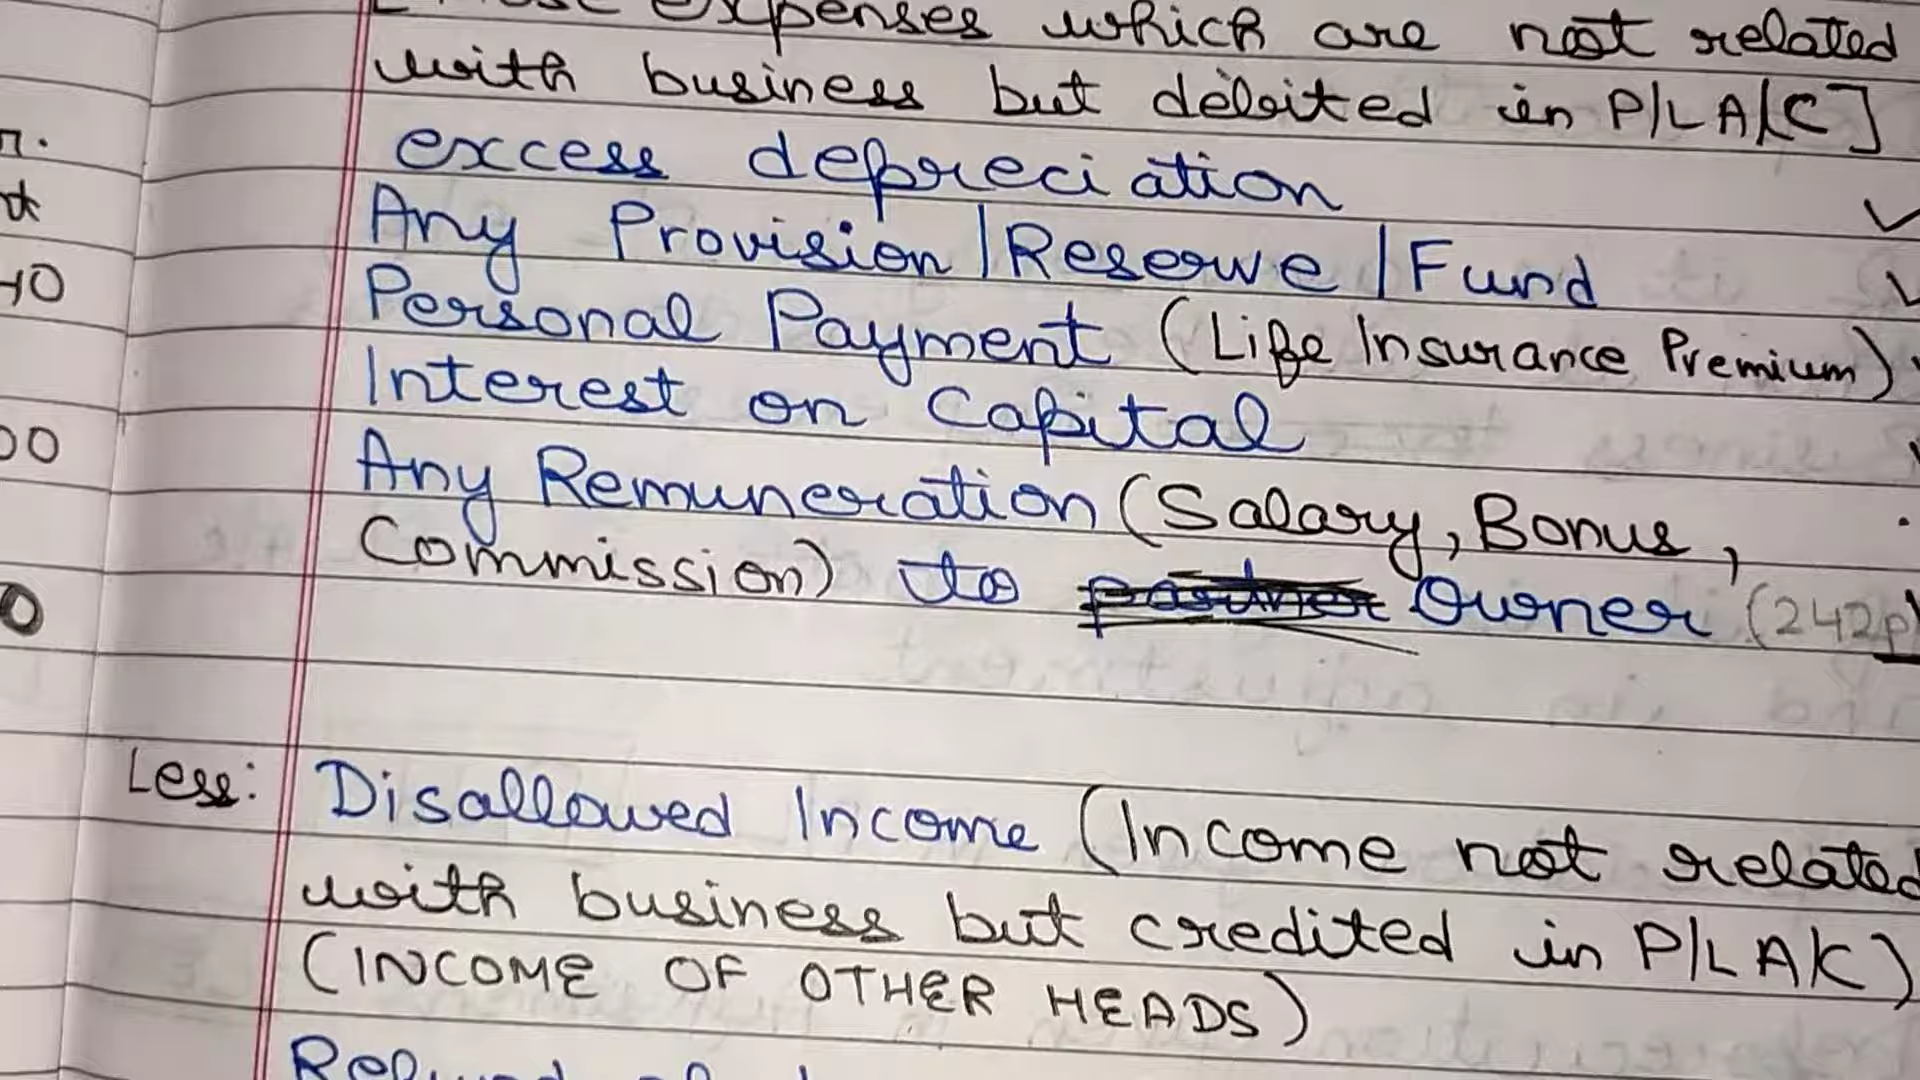 expenses which are not related
with business but debited in P/L A/C]
excess depreciation
Any Provision/Reserve/Fund
Personal Payment (Life Insurance Premium)
Interest on Capital
Any Remuneration (Salary, Bonus,
Commission) to partner Owner (242p)
Less: Disallowed Income (Income not related
with business but credited in P/L A/C)
(INCOME OF OTHER HEADS)